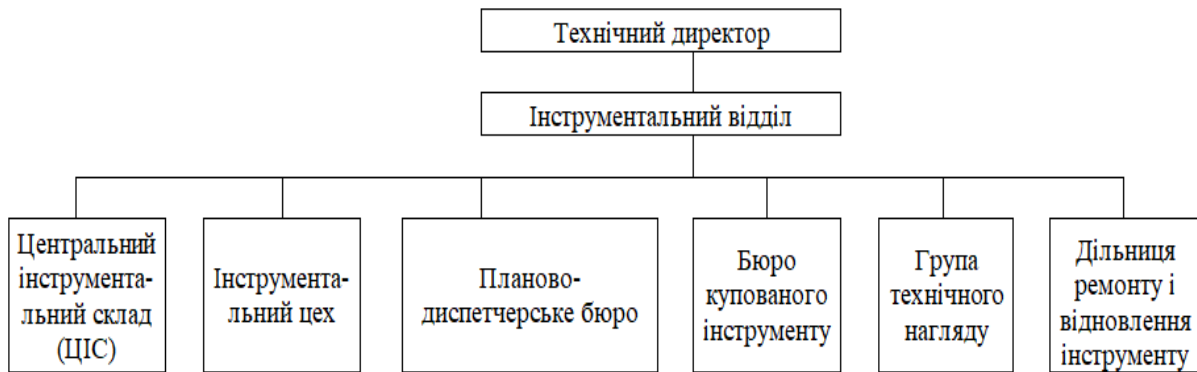 Технічний директор
Інструментальний відділ
Центральний
інструмента-
льний склад
(ЦІС)
Інструмента-
льний цех
Планово-
диспетчерське бюро
Бюро
купованого
інструменту
Група
технічного
нагляду
Дільниця
ремонту і
відновлення
інструменту